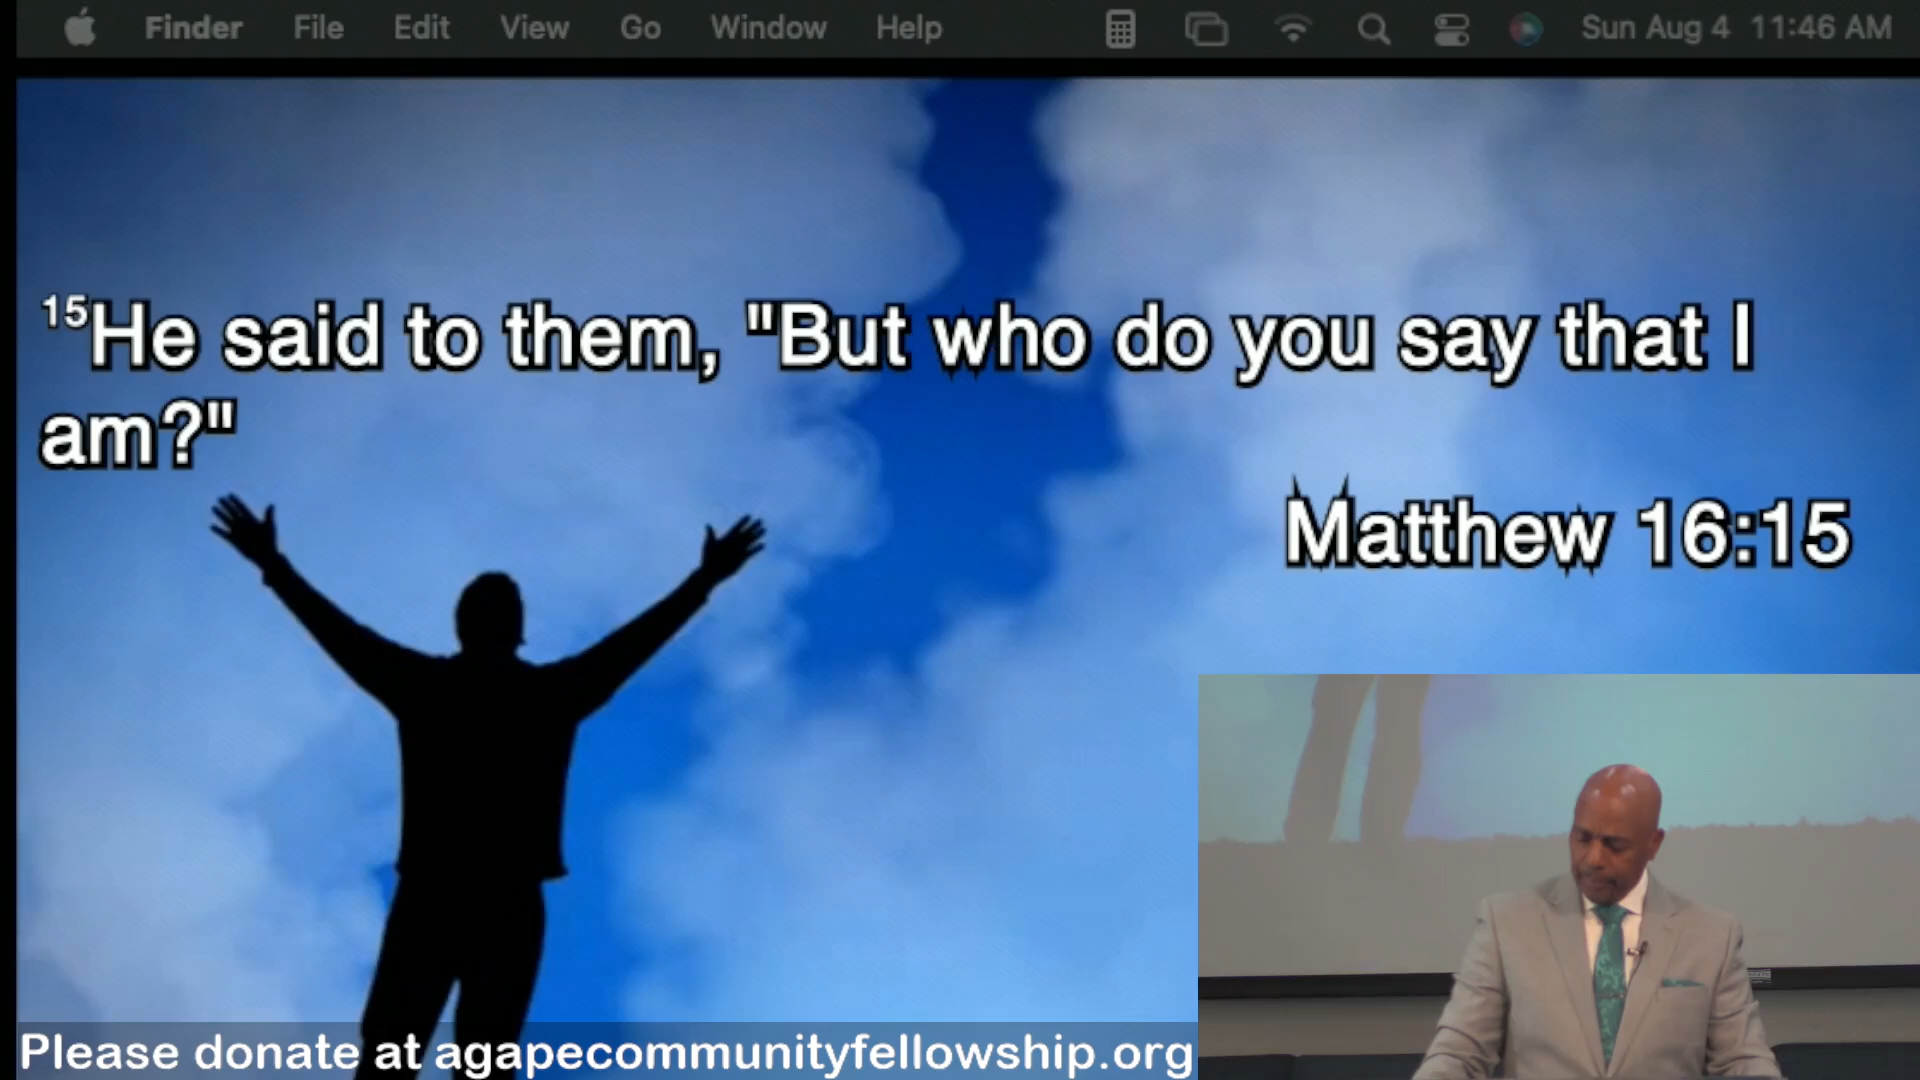 Finder File Edit View Go Window Help Sun Aug 4 11:46 AM
15He said to them, "But who do you say that I
am?"
Matthew 16:15
Please donate at agapecommunityfellowship.org